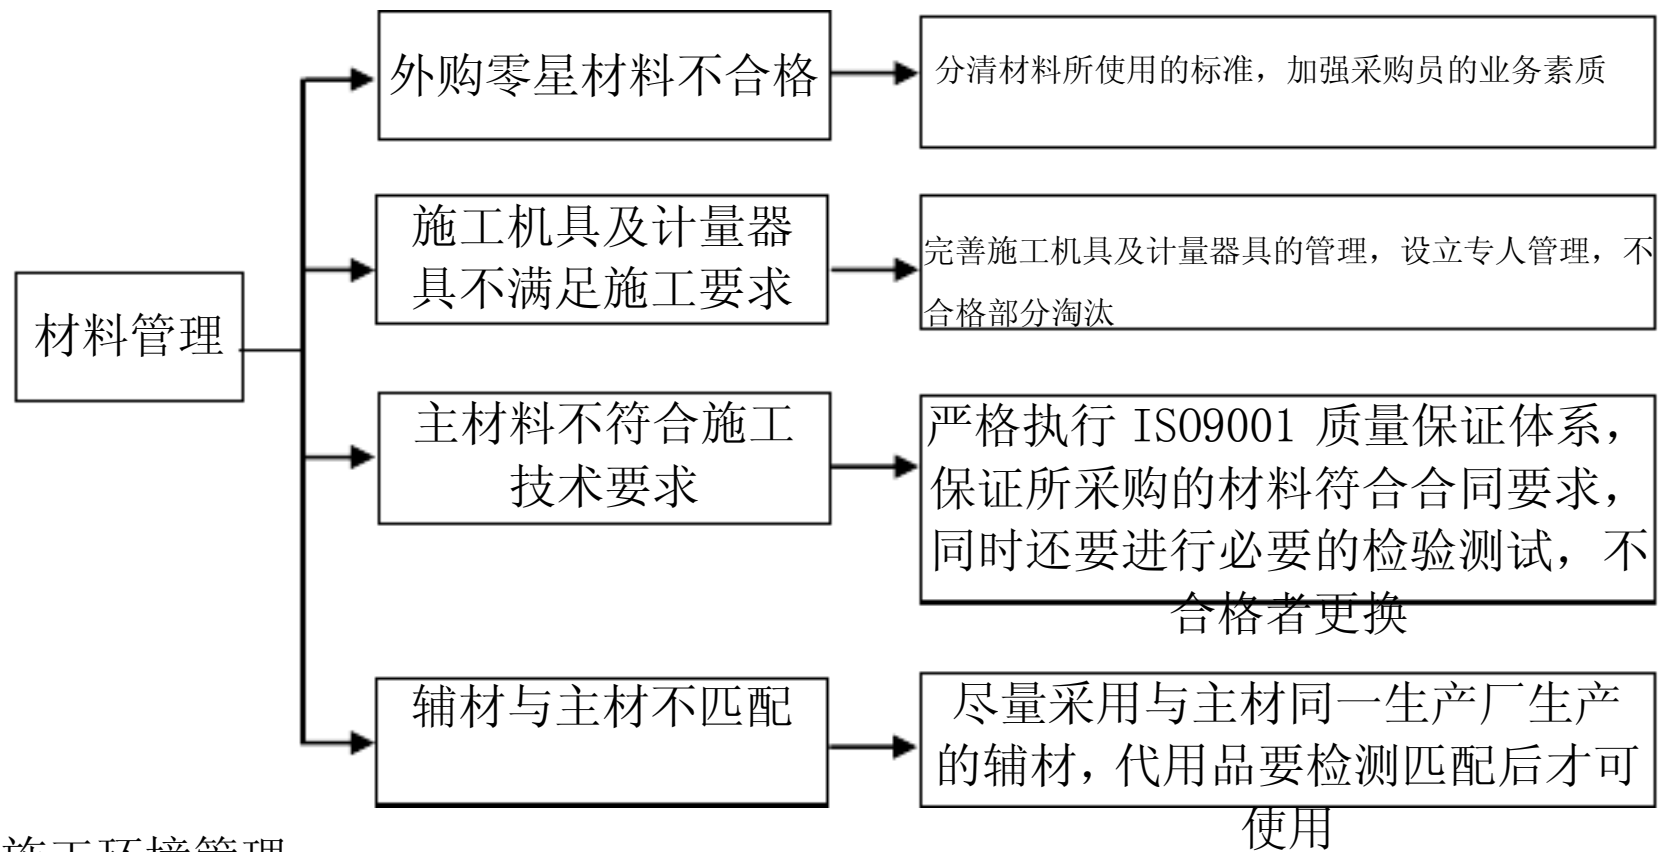 外购零星材料不合格
分清材料所使用的标准，加强采购员的业务素质
施工机具及计量器
具不满足施工要求
完善施工机具及计量器具的管理，设立专人管理，不
合格部分淘汰
材料管理
主材料不符合施工
技术要求
严格执行 ISO9001 质量保证体系，
保证所采购的材料符合合同要求，
同时还要进行必要的检验测试，不
合格者更换
辅材与主材不匹配
尽量采用与主材同一生产厂生产
的辅材，代用品要检测匹配后才可
使用